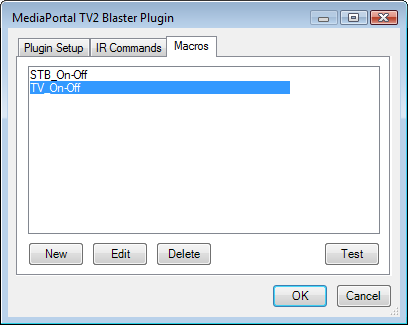 MediaPortal TV2 Blaster Plugin
Plugin Setup IR Commands Macros
STB_On-Off
TV_On-Off
New Edit Delete Test
OK Cancel